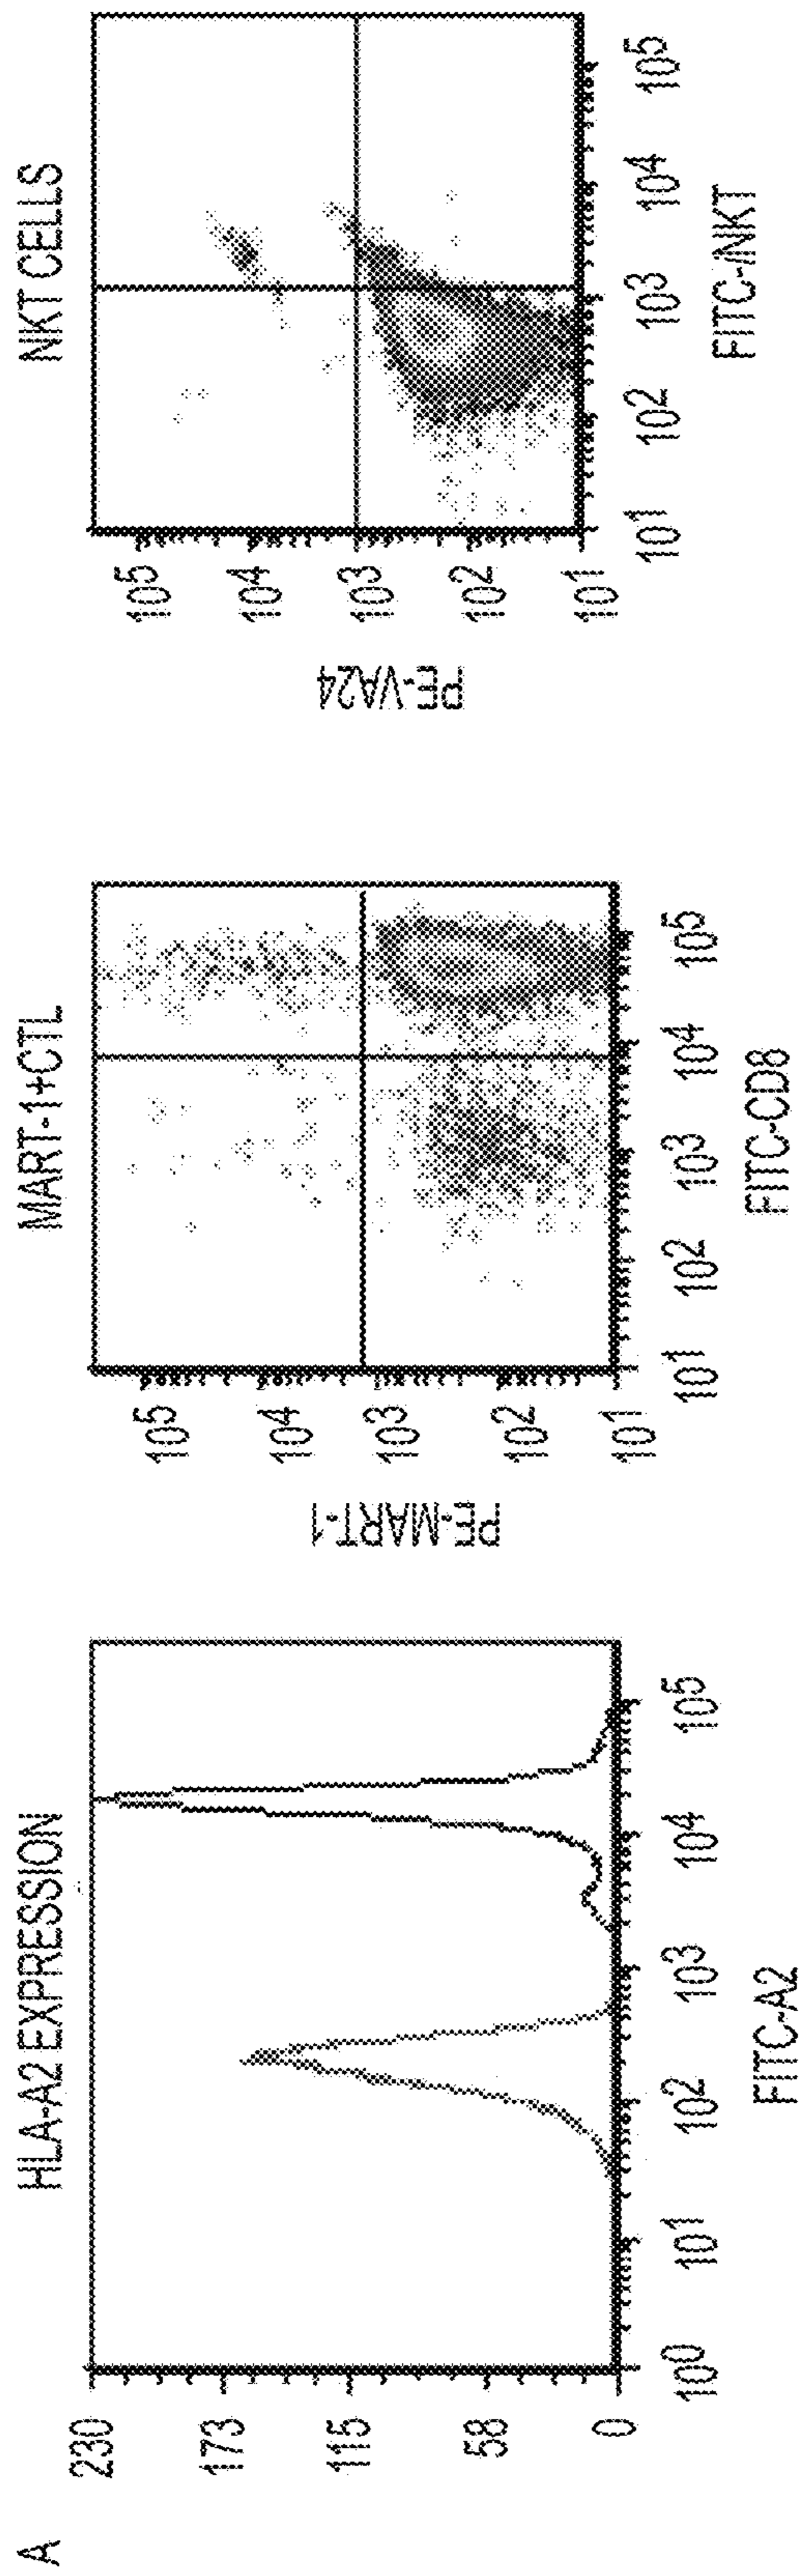 A
HLA-A2 EXPRESSION
230
173
115
58
0
10⁰ 10¹ 10² 10³ 10⁴ 10⁵
FITC-A2
MART-1+CTL
PE-MART-1
10⁵
10⁴
10³
10²
10¹
10¹ 10² 10³ 10⁴ 10⁵
FITC-CD8
NKT CELLS
PE-VA24
10⁵
10⁴
10³
10²
10¹
10¹ 10² 10³ 10⁴ 10⁵
FITC-iNKT